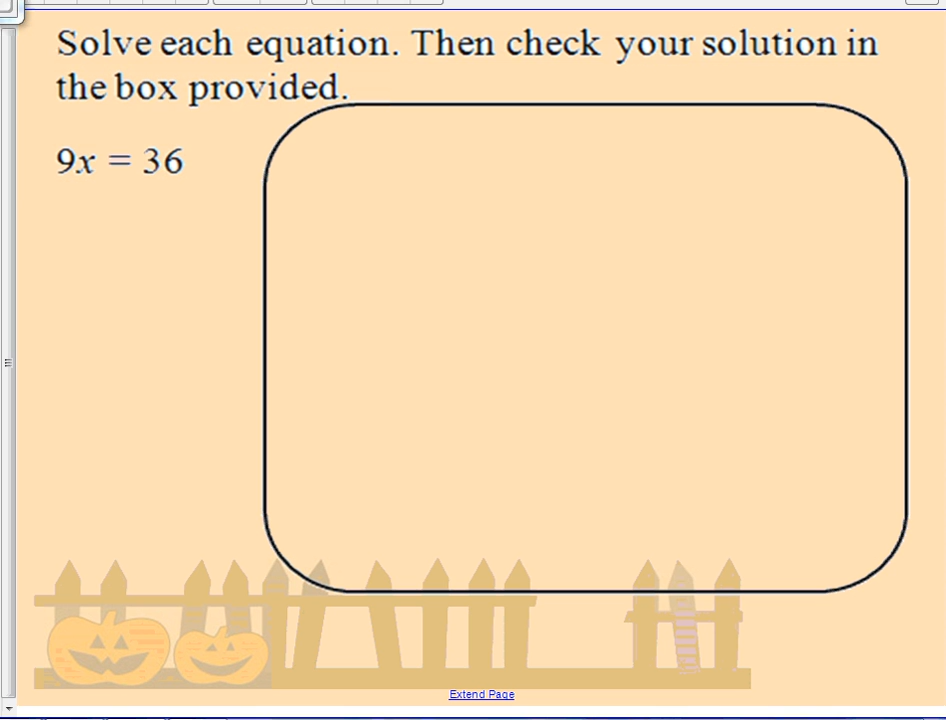 Solve each equation. Then check your solution in
the box provided.
9x = 36
Extend Page